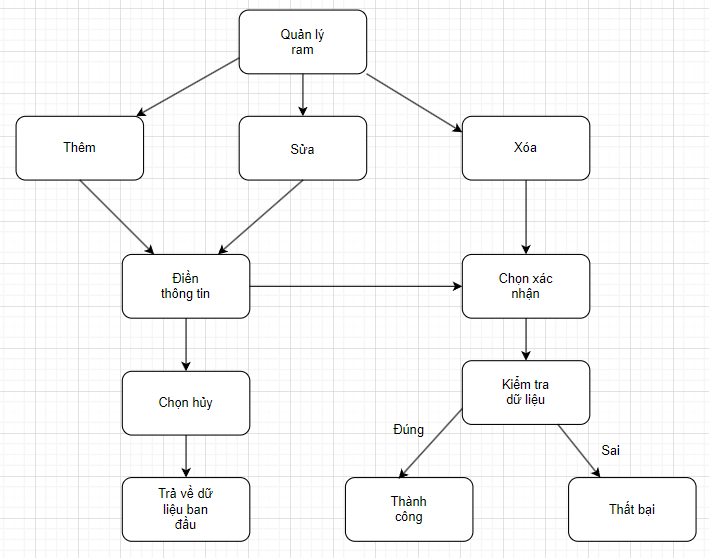 Quản lý
ram
Thêm
Sửa
Xóa
Điền
thông tin
Chọn xác
nhận
Chọn hủy
Kiểm tra
dữ liệu
Đúng
Sai
Trả về dữ
liệu ban
đầu
Thành
công
Thất bại